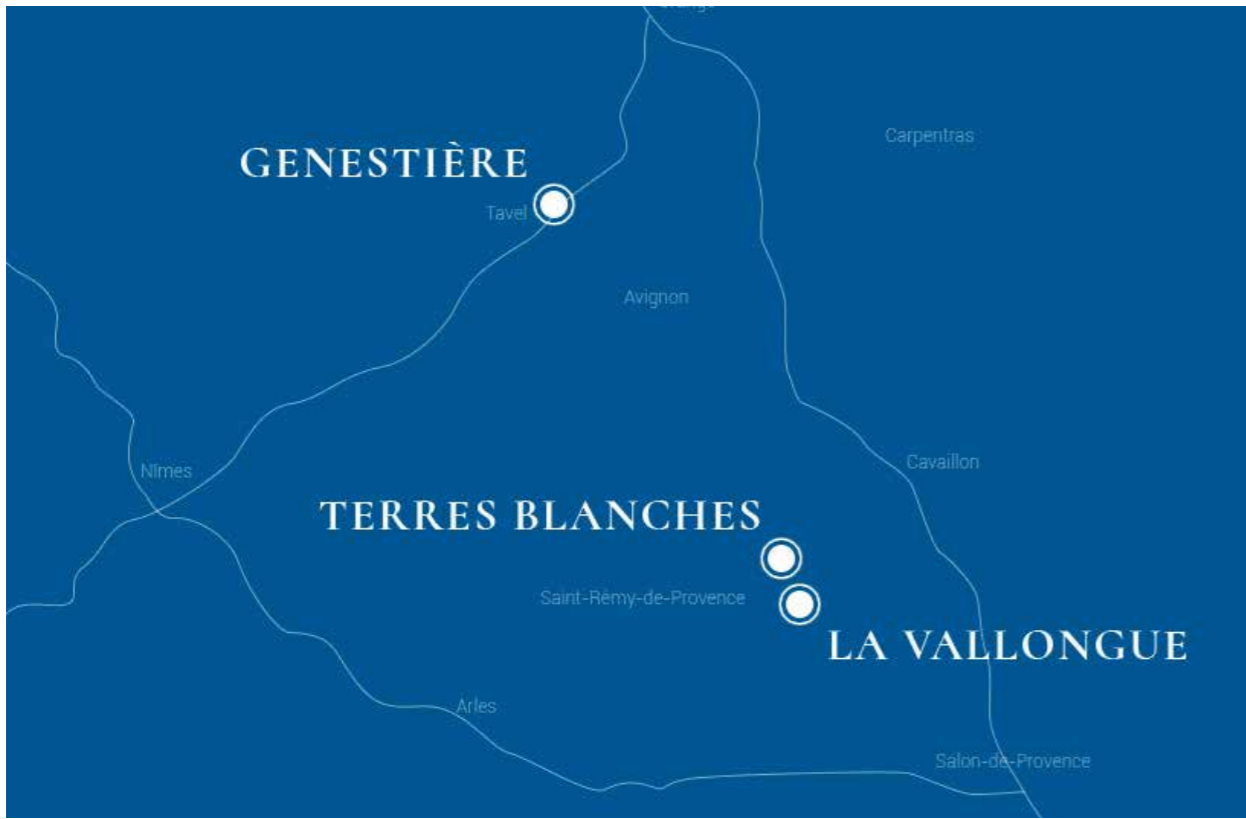 Carpentras
GENESTIÈRE
Tavel
Avignon
Cavaillon
Nîmes
TERRES BLANCHES
Saint-Rémy-de-Provence
LA VALLONGUE
Arles
Salon-de-Provence